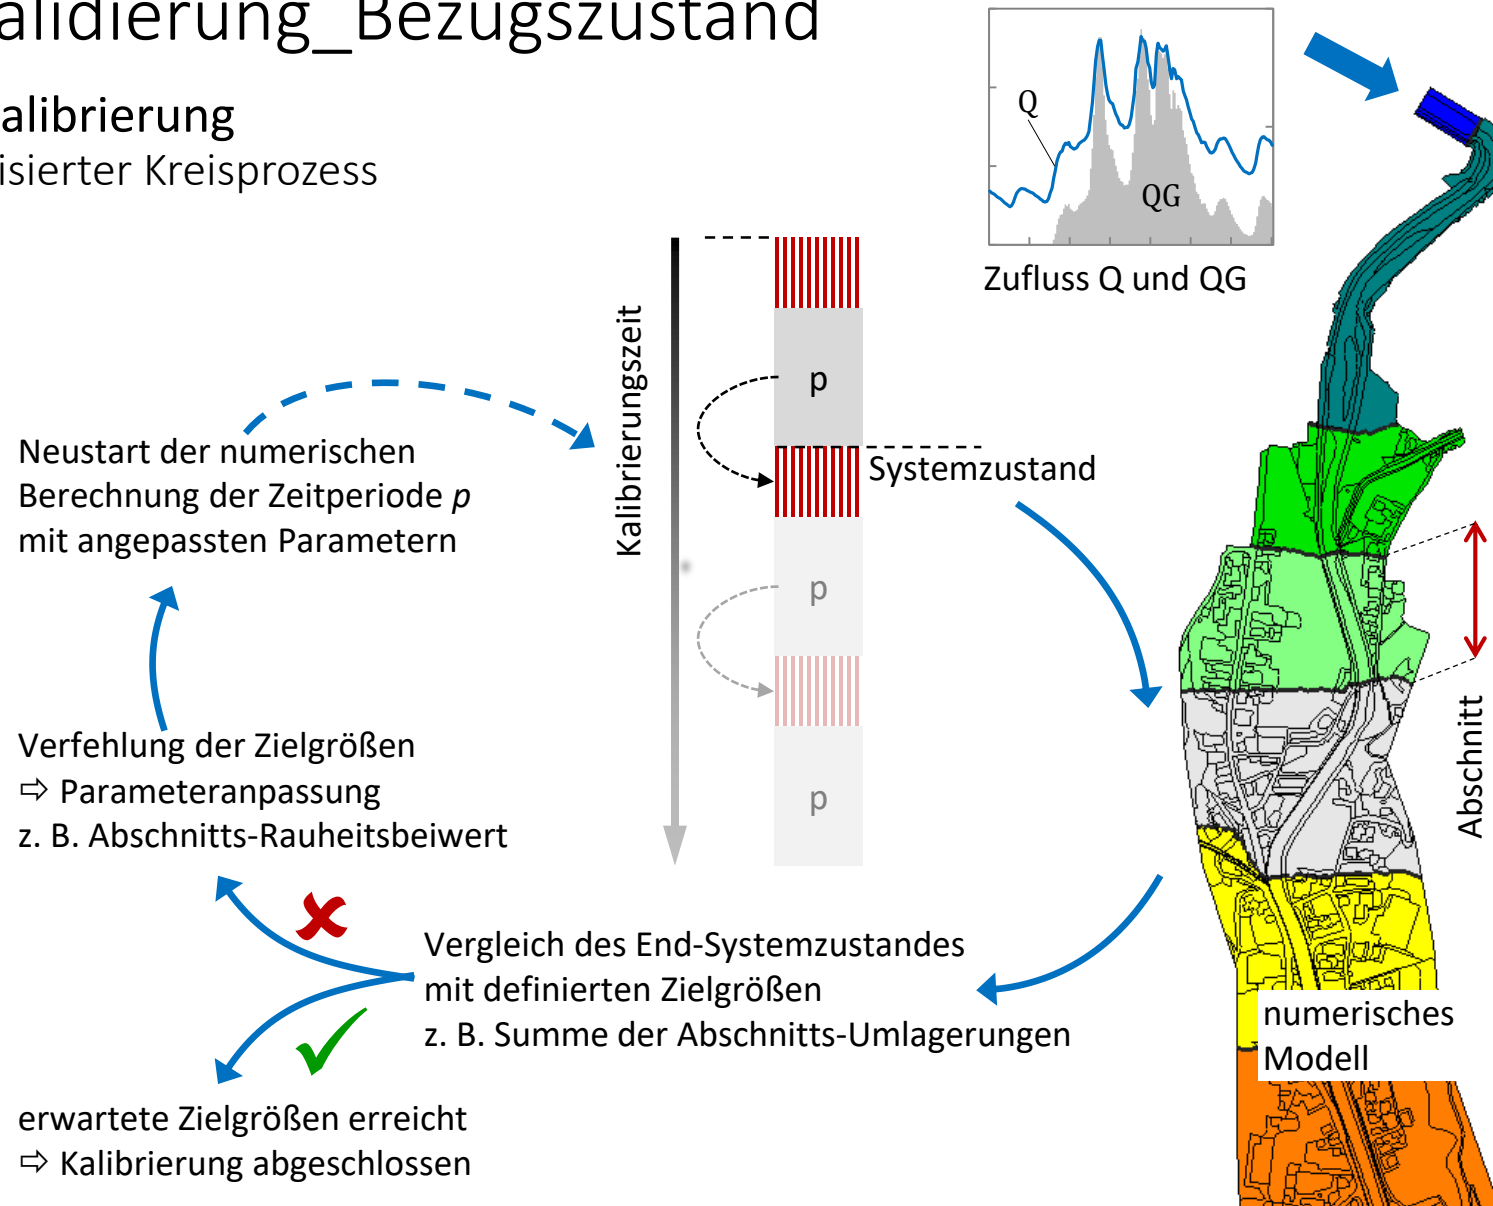 alidierung_Bezugszustand
alibrierung
isierter Kreisprozess
Q
QG
Zufluss Q und QG
Kalibrierungszeit
p
Systemzustand
p
p
Neustart der numerischen
Berechnung der Zeitperiode p
mit angepassten Parametern
Verfehlung der Zielgrößen
⇨ Parameteranpassung
z. B. Abschnitts-Rauheitsbeiwert
Abschnitt
Vergleich des End-Systemzustandes
mit definierten Zielgrößen
z. B. Summe der Abschnitts-Umlagerungen
numerisches
Modell
erwartete Zielgrößen erreicht
⇨ Kalibrierung abgeschlossen